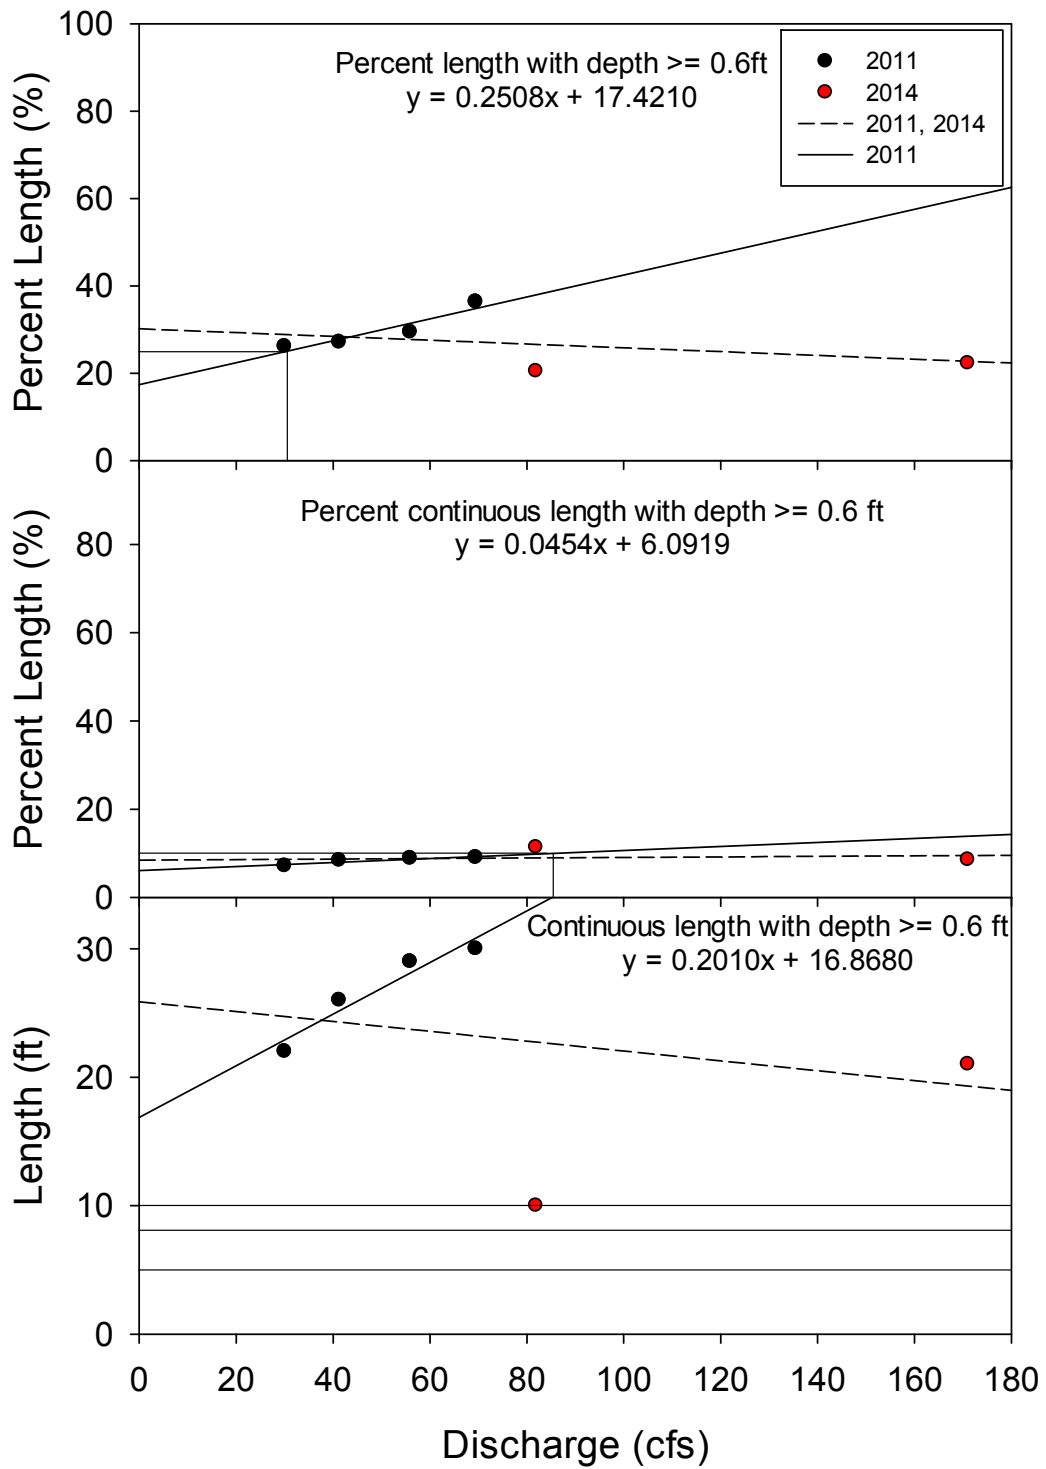 100
80
60
40
20
0
Percent Length (%)
Percent length with depth >= 0.6ft
y = 0.2508x + 17.4210
2011
2014
2011, 2014
2011
80
60
40
20
0
Percent Length (%)
Percent continuous length with depth >= 0.6 ft
y = 0.0454x + 6.0919
30
20
10
0
Length (ft)
Continuous length with depth >= 0.6 ft
y = 0.2010x + 16.8680
0 20 40 60 80 100 120 140 160 180
Discharge (cfs)